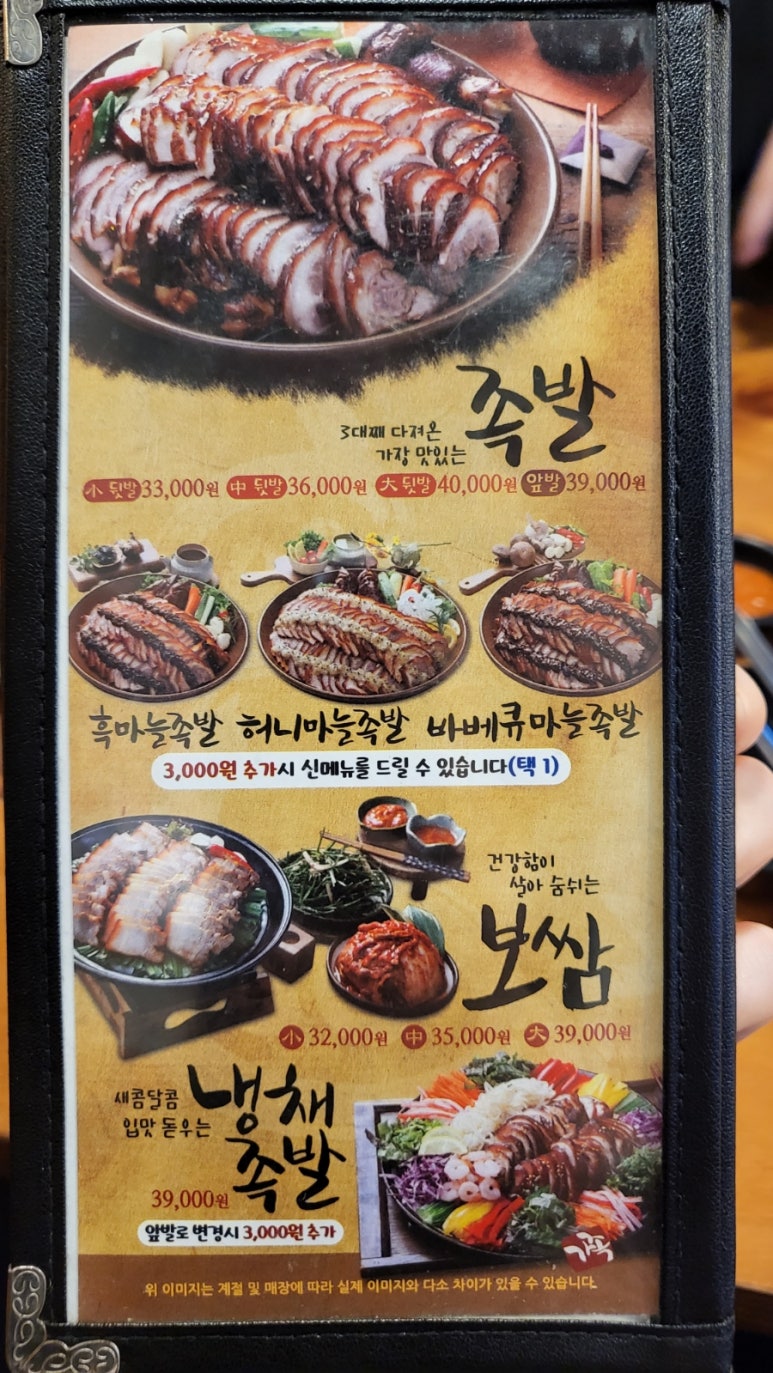 3대째 다져온
가장 맛있는
족발
小 뒷발 33,000원 中 뒷발 36,000원 大 뒷발 40,000원 앞발 39,000원
흑마늘족발 허니마늘족발 바베큐마늘족발
3,000원 추가시 신메뉴를 드릴 수 있습니다(택 1)
건강함이
살아 숨쉬는
보쌈
小 32,000원 中 35,000원 大 39,000원
새콤달콤
입맛 돋우는
냉채
족발
39,000원
앞발로 변경시 3,000원 추가
위 이미지는 계절 및 매장에 따라 실제 이미지와 다소 차이가 있을 수 있습니다.